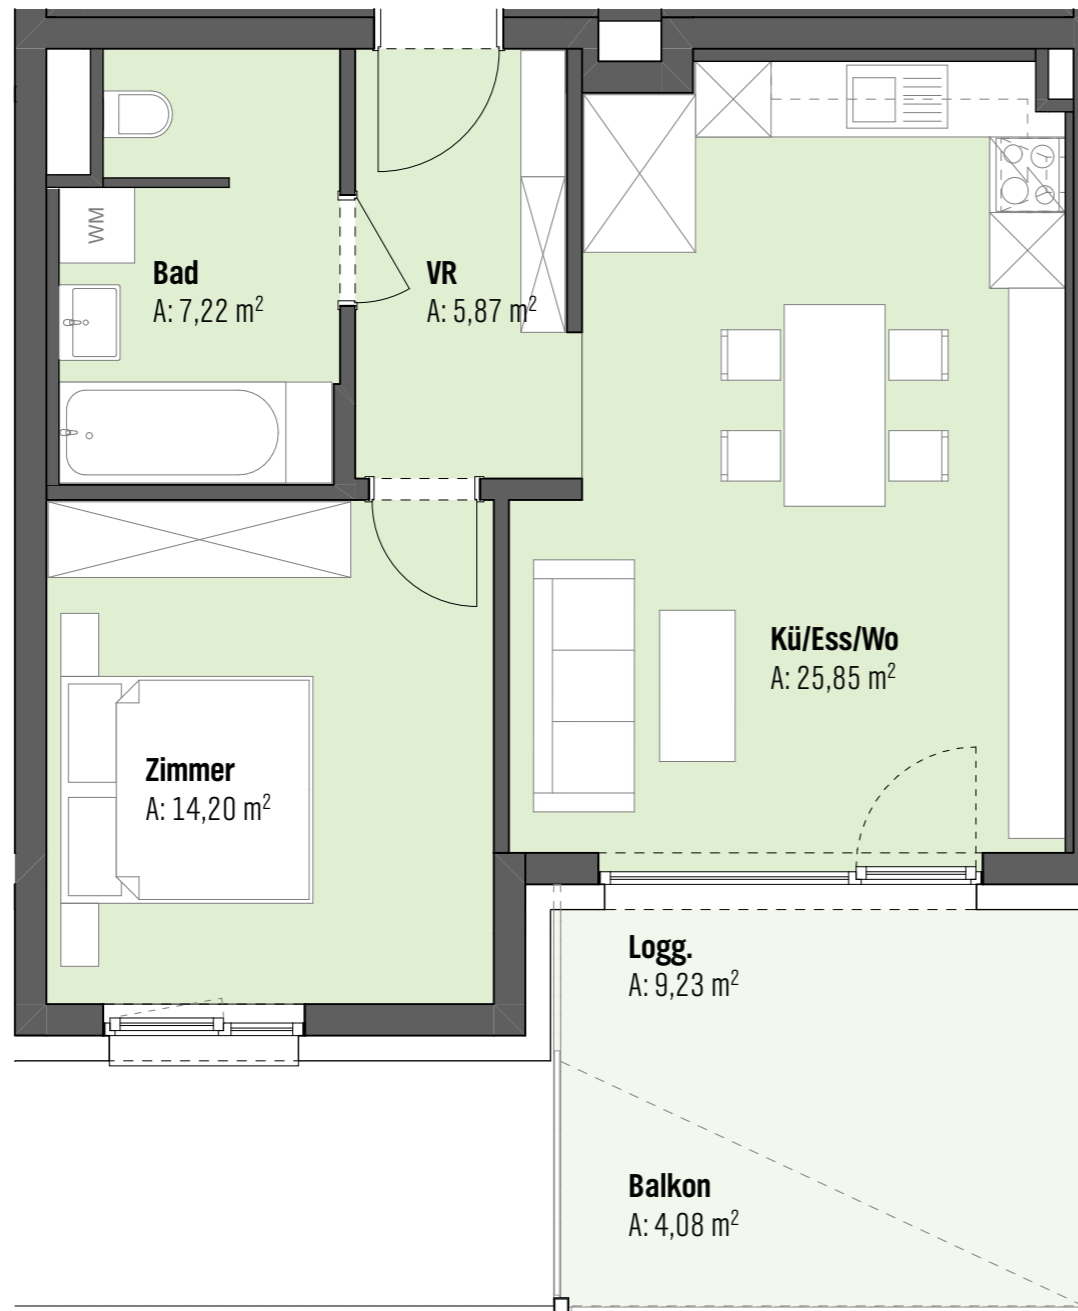 WM
Bad
A: 7,22 m²
VR
A: 5,87 m²
Kü/Ess/Wo
A: 25,85 m²
Zimmer
A: 14,20 m²
Logg.
A: 9,23 m²
Balkon
A: 4,08 m²